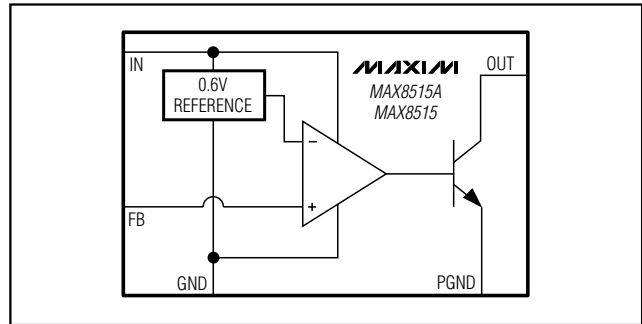 IN
OUT
MAXIM
0.6V
REFERENCE
MAX8515A
MAX8515
−
+
FB
GND
PGND